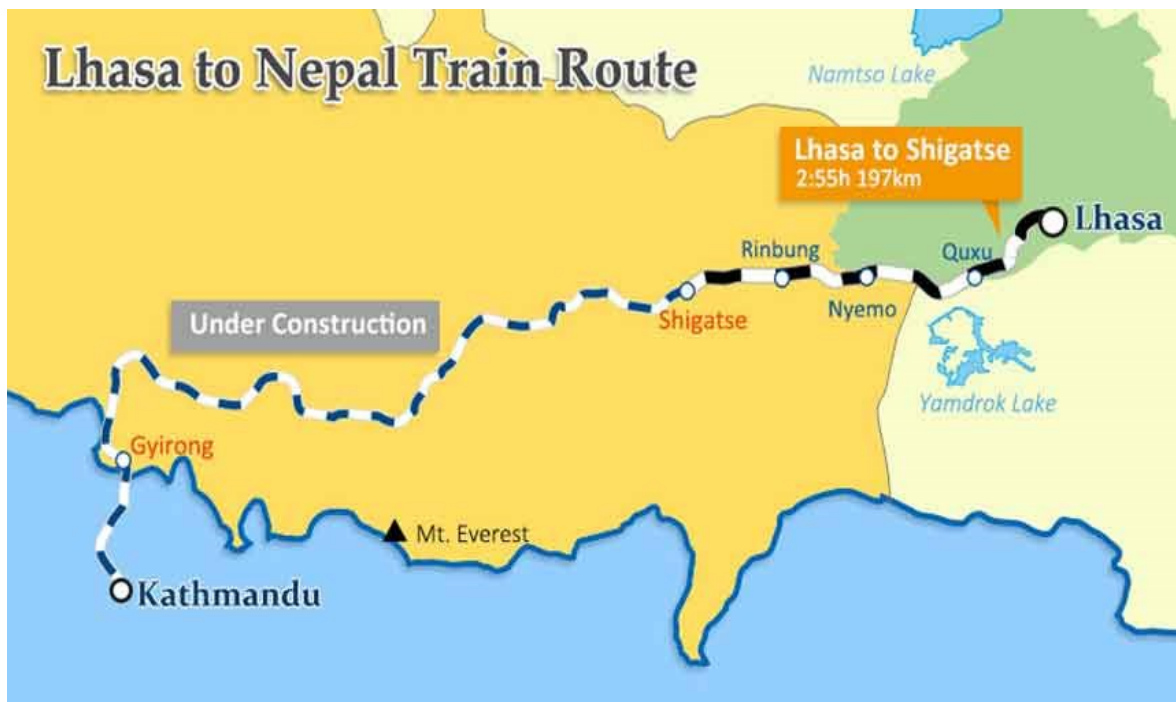 Lhasa to Nepal Train Route
Namtso Lake
Lhasa to Shigatse
2:55h 197km
Lhasa
Rinbung
Quxu
Shigatse
Nyemo
Under Construction
Yamdrok Lake
Gyirong
Mt. Everest
Kathmandu